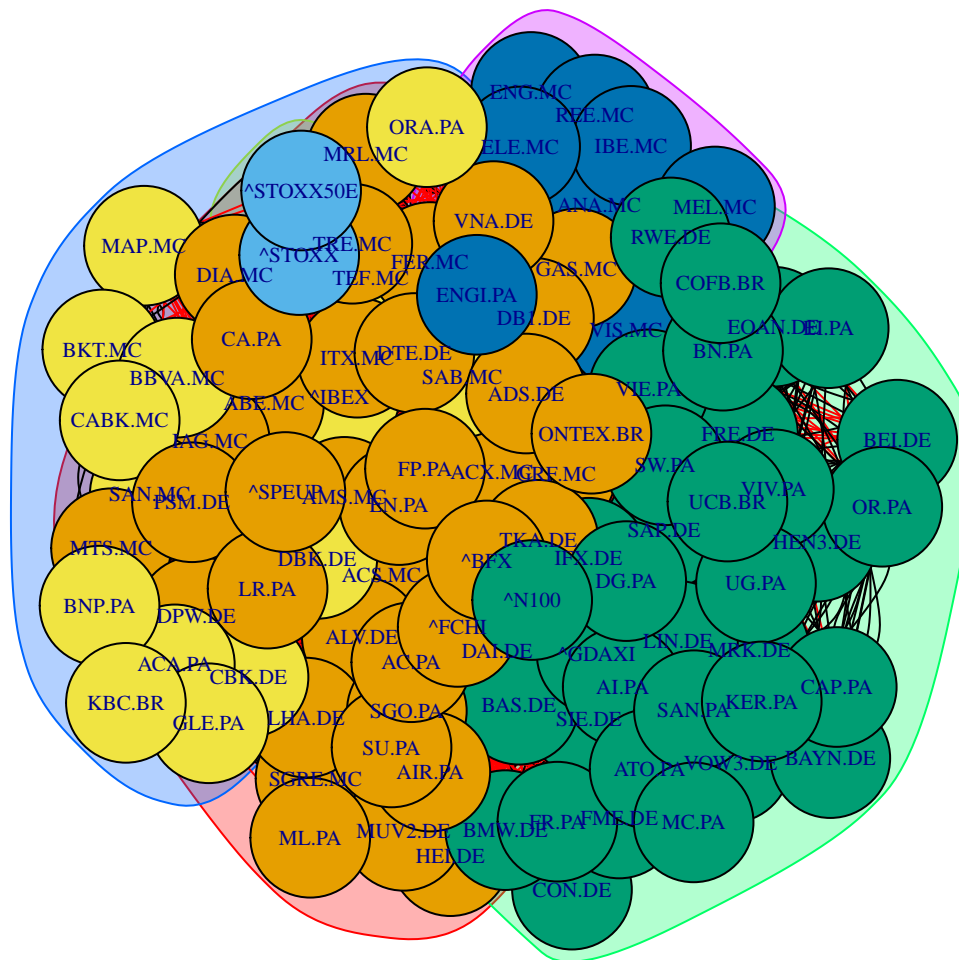 ENG.MC
REE.MC
ORA.PA
ELE.MC
IBE.MC
MRL.MC
^STOXX50E
ANA.MC
MEL.MC
VNA.DE
RWE.DE
MAP.MC
TRE.MC
^STOXX
FER.MC
GAS.MC
DIA.MC
TEF.MC
COFB.BR
ENGI.PA
DB1.DE
VIS.MC
EOAN.DE
EI.PA
CA.PA
BKT.MC
BBVA.MC
ITX.MC
DTE.DE
BN.PA
SAB.MC
VIE.PA
ADS.DE
^IBEX
ABE.MC
CABK.MC
IAG.MC
ONTEX.BR
FRE.DE
BEI.DE
FP.PA
ACX.MC
GRE.MC
SW.PA
SAN.MC
PSM.DE
^SPEUP
AMS.MC
EN.PA
VIV.PA
UCB.BR
OR.PA
SAP.DE
TKA.DE
HEN3.DE
MTS.MC
DBK.DE
ACS.MC
^BFX
IFX.DE
DG.PA
UG.PA
LR.PA
BNP.PA
DPW.DE
^N100
^FCHI
ALV.DE
LIN.DE
MRK.DE
ACA.PA
CBK.DE
AC.PA
DAI.DE
^GDAXI
AI.PA
CAP.PA
KBC.BR
GLE.PA
LHA.DE
SGO.PA
BAS.DE
SIE.DE
SAN.PA
KER.PA
SU.PA
SGRE.MC
AIR.PA
ATO.PA
VOW3.DE
BAYN.DE
ML.PA
MUV2.DE
BMW.DE
FR.PA
FME.DE
MC.PA
HEI.DE
CON.DE